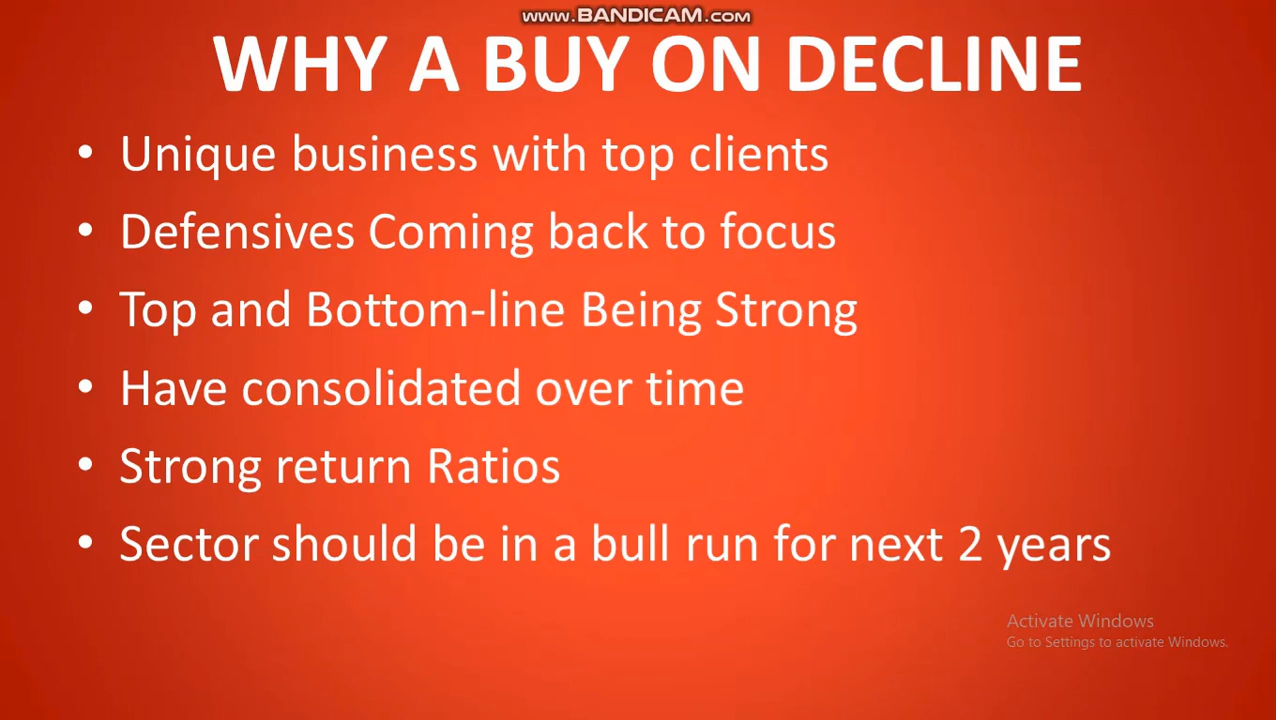 www.BANDICAM.com
WHY A BUY ON DECLINE
• Unique business with top clients
• Defensives Coming back to focus
• Top and Bottom-line Being Strong
• Have consolidated over time
• Strong return Ratios
• Sector should be in a bull run for next 2 years
Activate Windows
Go to Settings to activate Windows.